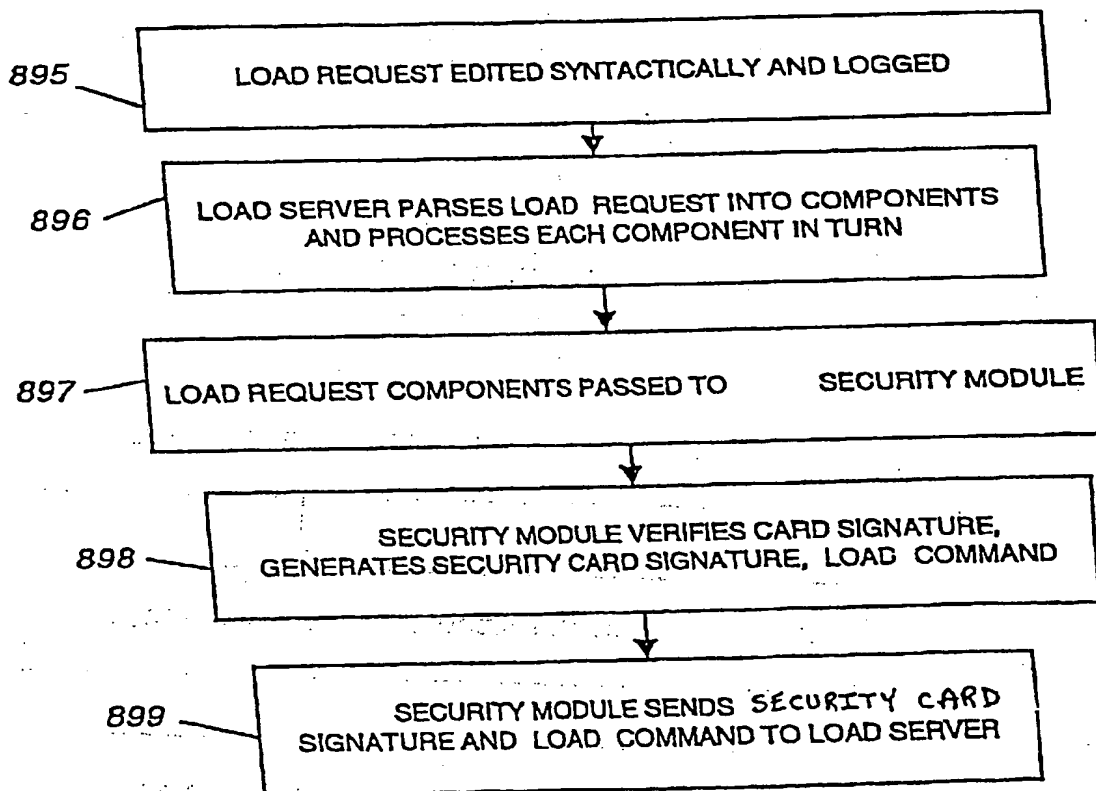 895
LOAD REQUEST EDITED SYNTACTICALLY AND LOGGED
896
LOAD SERVER PARSES LOAD REQUEST INTO COMPONENTS
AND PROCESSES EACH COMPONENT IN TURN
897
LOAD REQUEST COMPONENTS PASSED TO SECURITY MODULE
898
SECURITY MODULE VERIFIES CARD SIGNATURE,
GENERATES SECURITY CARD SIGNATURE, LOAD COMMAND
899
SECURITY MODULE SENDS SECURITY CARD
SIGNATURE AND LOAD COMMAND TO LOAD SERVER